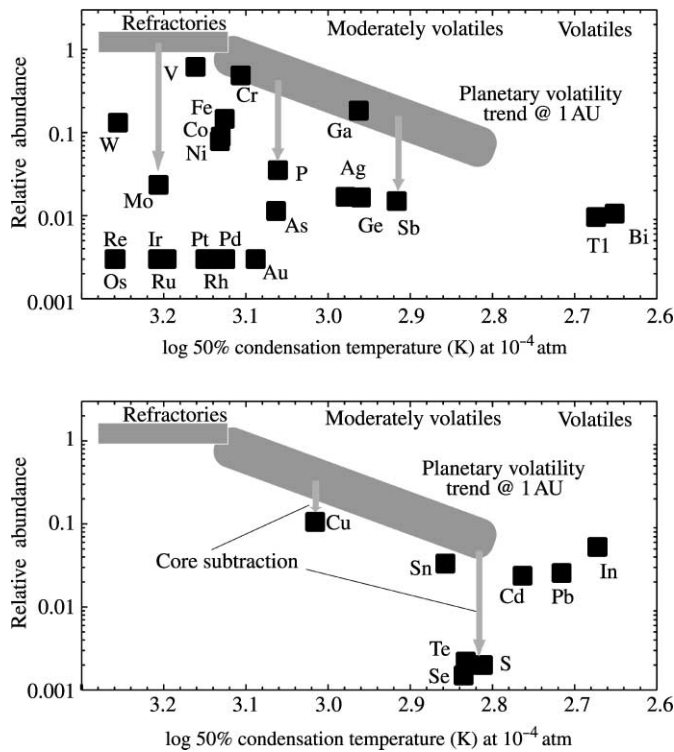 Refractories
Moderately volatiles
Volatiles
1
0.1
0.01
0.001
Relative abundance
V
Cr
Planetary volatility
trend @ 1 AU
Fe
Co
Ni
Ga
W
Mo
P
Ag
As
Ge
Sb
T1
Bi
Re
Ir
Pt
Pd
Os
Ru
Rh
Au
3.2
3.1
3.0
2.9
2.8
2.7
2.6
log 50% condensation temperature (K) at 10⁻⁴ atm
Refractories
Moderately volatiles
Volatiles
1
0.1
0.01
0.001
Relative abundance
Planetary volatility
trend @ 1 AU
Cu
Core subtraction
Sn
Cd
Pb
In
Te
Se
S
3.2
3.1
3.0
2.9
2.8
2.7
2.6
log 50% condensation temperature (K) at 10⁻⁴ atm